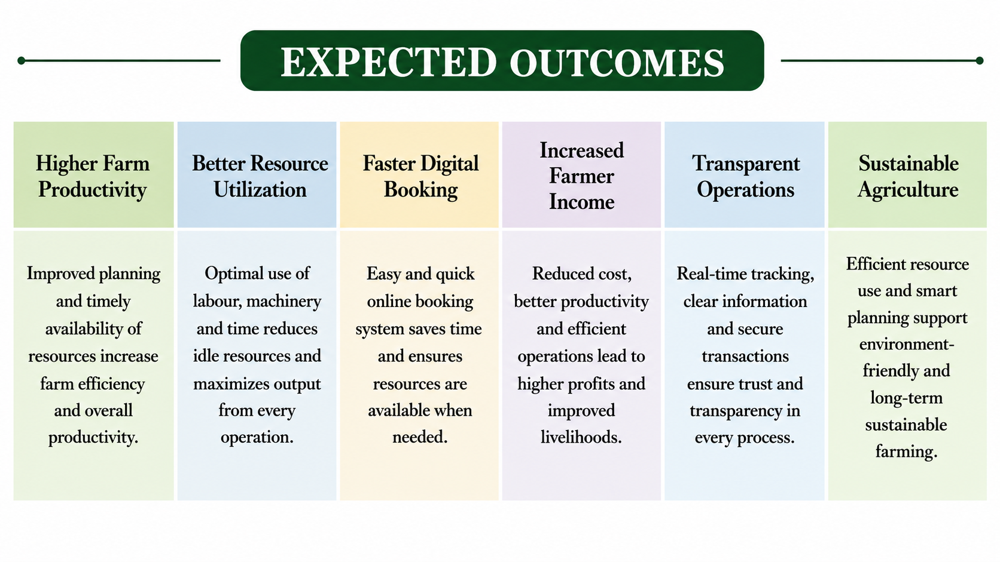 EXPECTED OUTCOMES
Higher Farm
Productivity
Better Resource
Utilization
Faster Digital
Booking
Increased
Farmer
Income
Transparent
Operations
Sustainable
Agriculture
Improved planning
and timely
availability of
resources increase
farm efficiency
and overall
productivity.
Optimal use of
labour, machinery
and time reduces
idle resources and
maximizes output
from every
operation.
Easy and quick
online booking
system saves time
and ensures
resources are
available when
needed.
Reduced cost,
better productivity
and efficient
operations lead to
higher profits and
improved
livelihoods.
Real-time tracking,
clear information
and secure
transactions
ensure trust and
transparency in
every process.
Efficient resource
use and smart
planning support
environment-
friendly and
long-term
sustainable
farming.